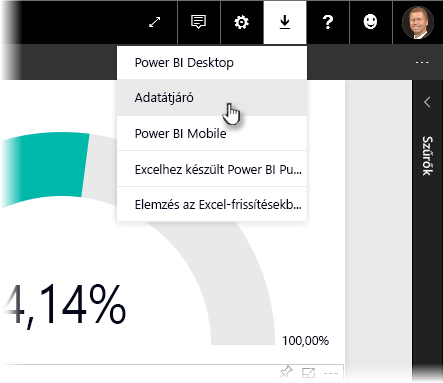 Power BI Desktop
Adatátjáró
Power BI Mobile
Excelhez készült Power BI Pu...
Elemzés az Excel-frissítésekb...
Szűrők
4,14%
100,00%